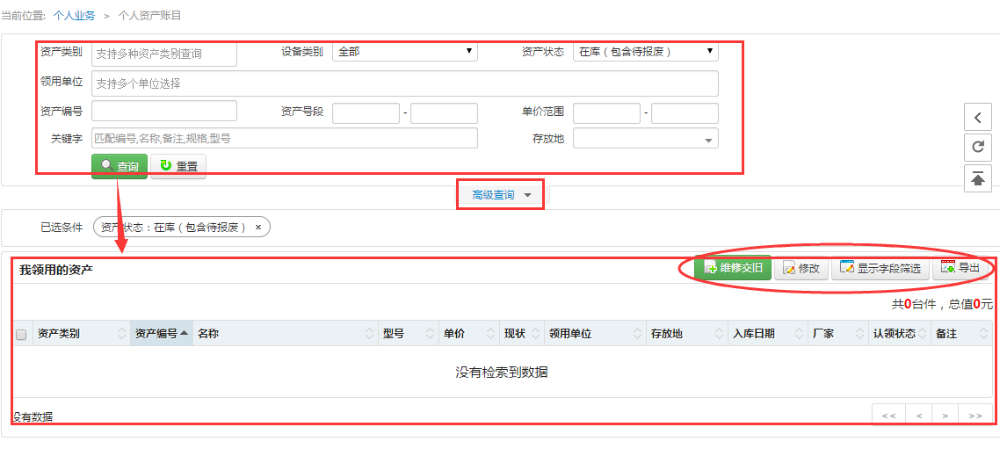 当前位置: 个人业务 > 个人资产账目
资产类别 支持多种资产类别查询 设备类别 全部 资产状态 在库（包含待报废）
领用单位 支持多个单位选择
资产编号 资产号段 - 单价范围 -
关键字 匹配编号,名称,备注,规格,型号 存放地
查询 重置
高级查询
已选条件 资产状态：在库（包含待报废） ×
我领用的资产 维修交旧 修改 显示字段筛选 导出
共0台件，总值0元
资产类别 资产编号 名称 型号 单价 现状 领用单位 存放地 入库日期 厂家 认领状态 备注
没有检索到数据
没有数据 << < > >>